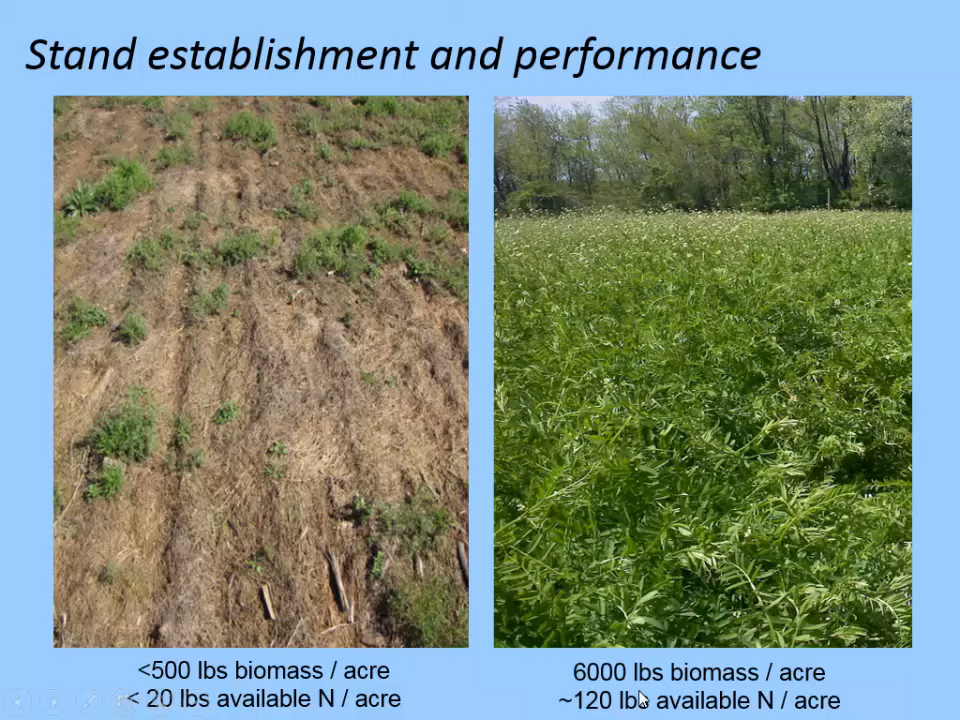 Stand establishment and performance
<500 lbs biomass / acre
< 20 lbs available N / acre
6000 lbs biomass / acre
~120 lbs available N / acre